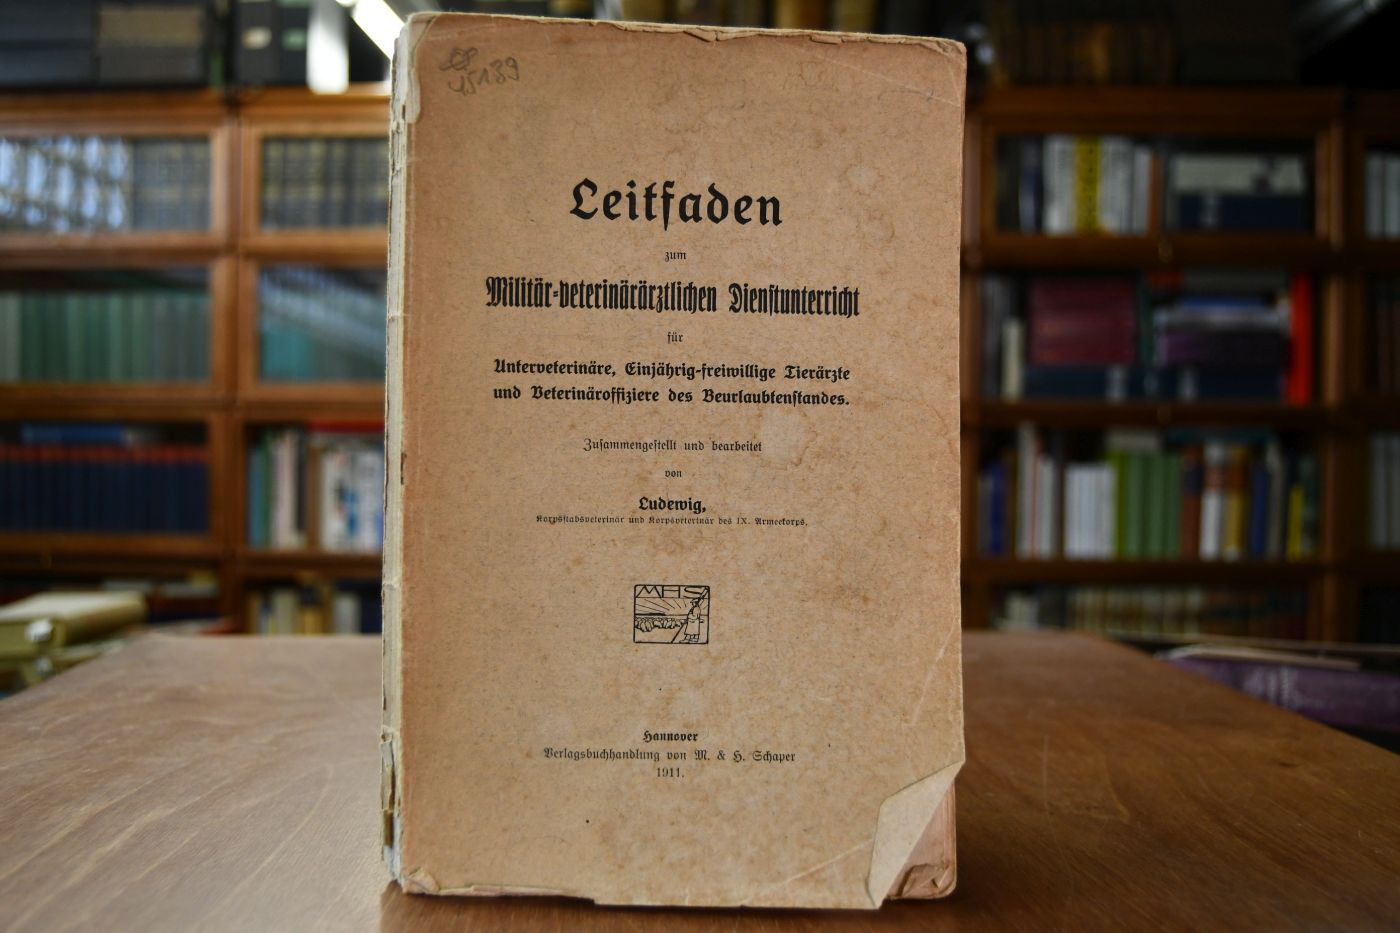 45139
Leitfaden
zum
Militär-veterinärärztlichen Dienstunterricht
für
Unterveterinäre, Einjährig-freiwillige Tierärzte
und Veterinäroffiziere des Beurlaubtenstandes.
Zusammengestellt und bearbeitet
von
Ludewig,
Korpsstabsveterinär und Korpsveterinär des IX. Armeekorps.
MHS
Hannover
Verlagsbuchhandlung von M. & H. Schaper
1911.